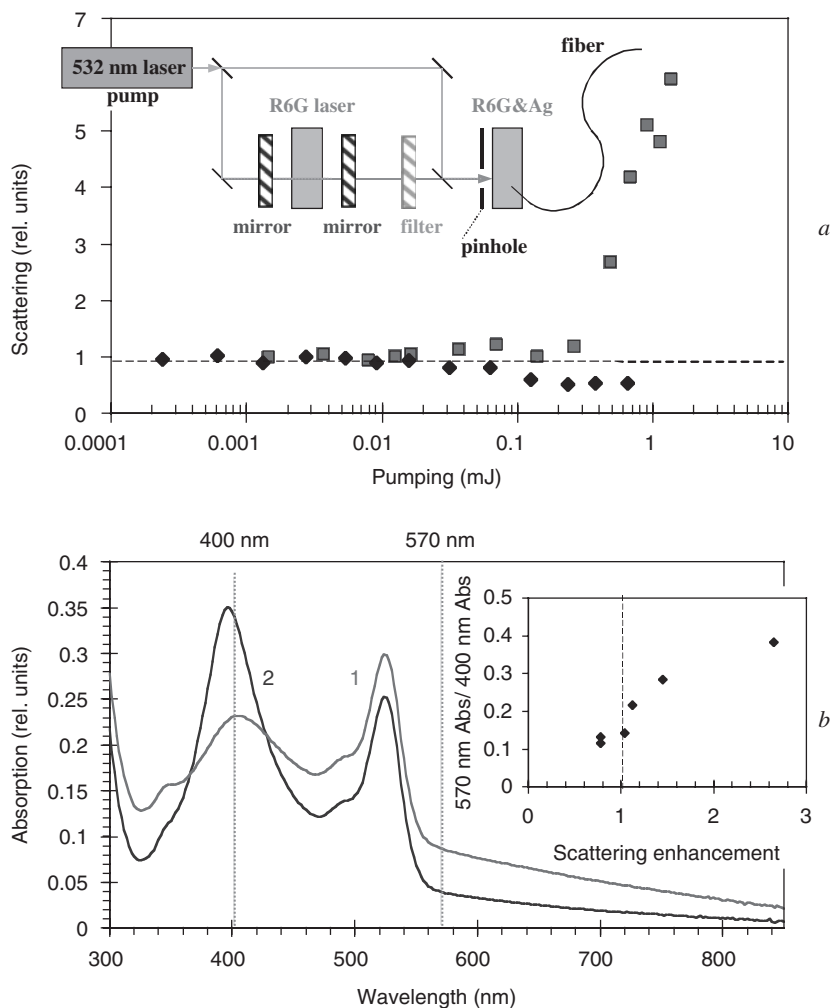 7
6
5
4
3
2
1
0
Scattering (rel. units)
532 nm laser
pump
R6G laser
R6G&Ag
fiber
mirror
mirror
filter
pinhole
a
0.0001
0.001
0.01
0.1
1
10
Pumping (mJ)
400 nm
570 nm
0.4
0.35
0.3
0.25
0.2
0.15
0.1
0.05
0
Absorption (rel. units)
2
1
0.5
0.4
0.3
0.2
0.1
0
570 nm Abs/ 400 nm Abs
0
1
2
3
Scattering enhancement
b
300
400
500
600
700
800
Wavelength (nm)